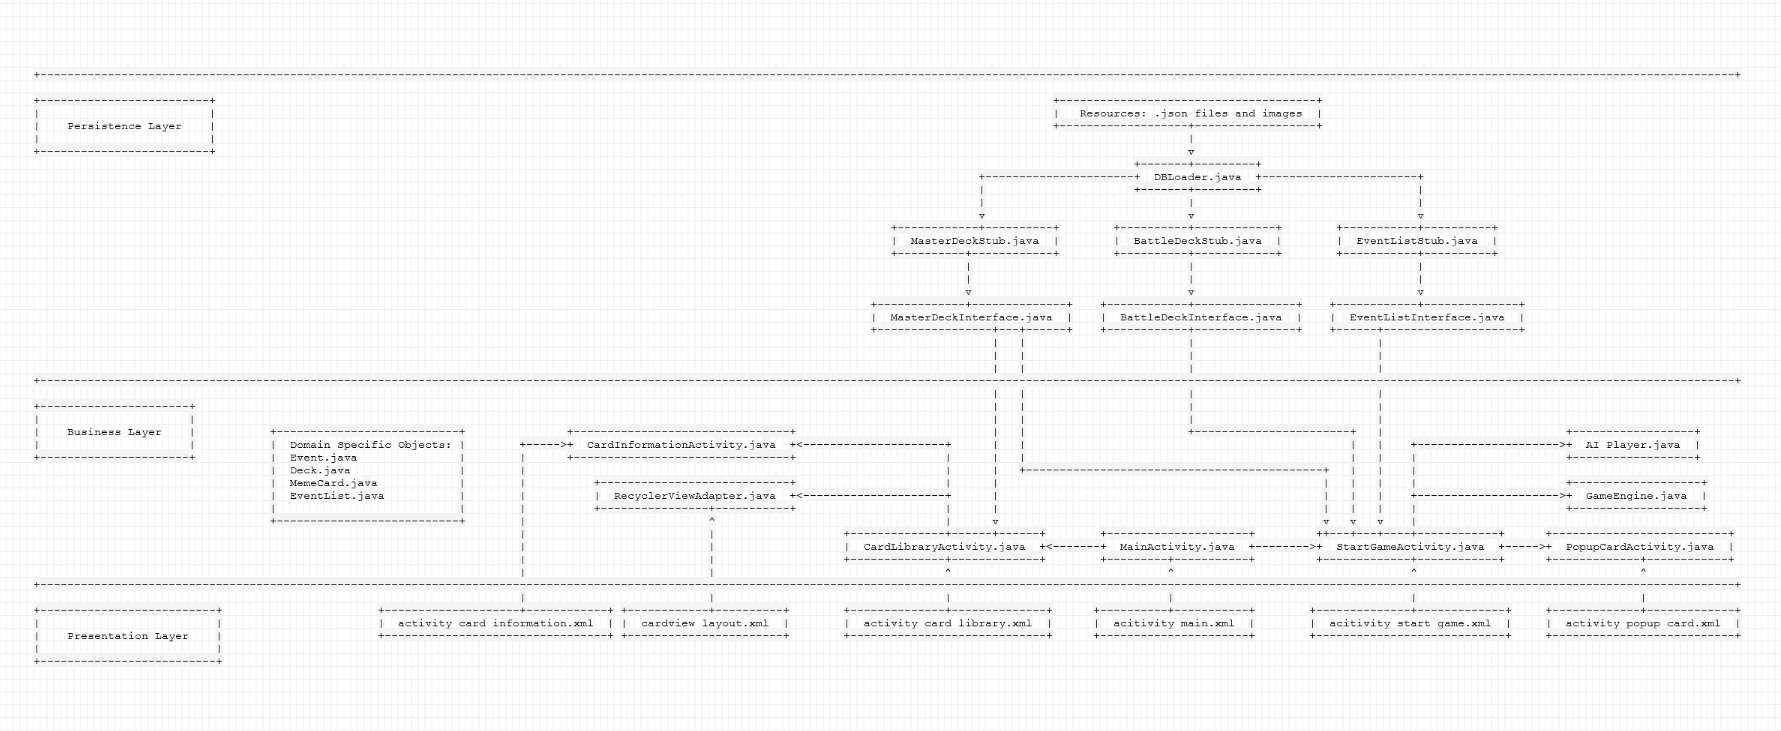 Persistence Layer
Resources: .json files and images
DBLoader.java
MasterDeckStub.java
BattleDeckStub.java
EventListStub.java
MasterDeckInterface.java
BattleDeckInterface.java
EventListInterface.java
Business Layer
Domain Specific Objects:
Event.java
Deck.java
MemeCard.java
EventList.java
CardInformationActivity.java
AI Player.java
RecyclerViewAdapter.java
GameEngine.java
CardLibraryActivity.java
MainActivity.java
StartGameActivity.java
PopupCardActivity.java
Presentation Layer
activity card information.xml
cardview layout.xml
activity card library.xml
acitivity main.xml
acitivity start game.xml
activity popup card.xml